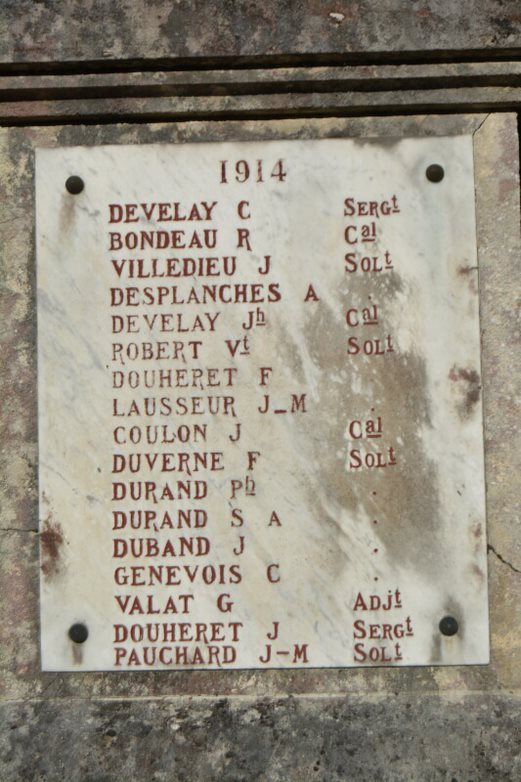 1914
DEVELAY C SERGt
BONDEAU R Cal
VILLEDIEU J SOLt
DESPLANCHES A .
DEVELAY Jh Cal
ROBERT Vt SOLt
DOUHERET F
LAUSSEUR J-M .
COULON J Cal
DUVERNE F SOLt
DURAND Ph .
DURAND S A .
DUBAND J .
GENEVOIS C .
VALAT G ADJt
DOUHERET J SERGt
PAUCHARD J-M SOLt